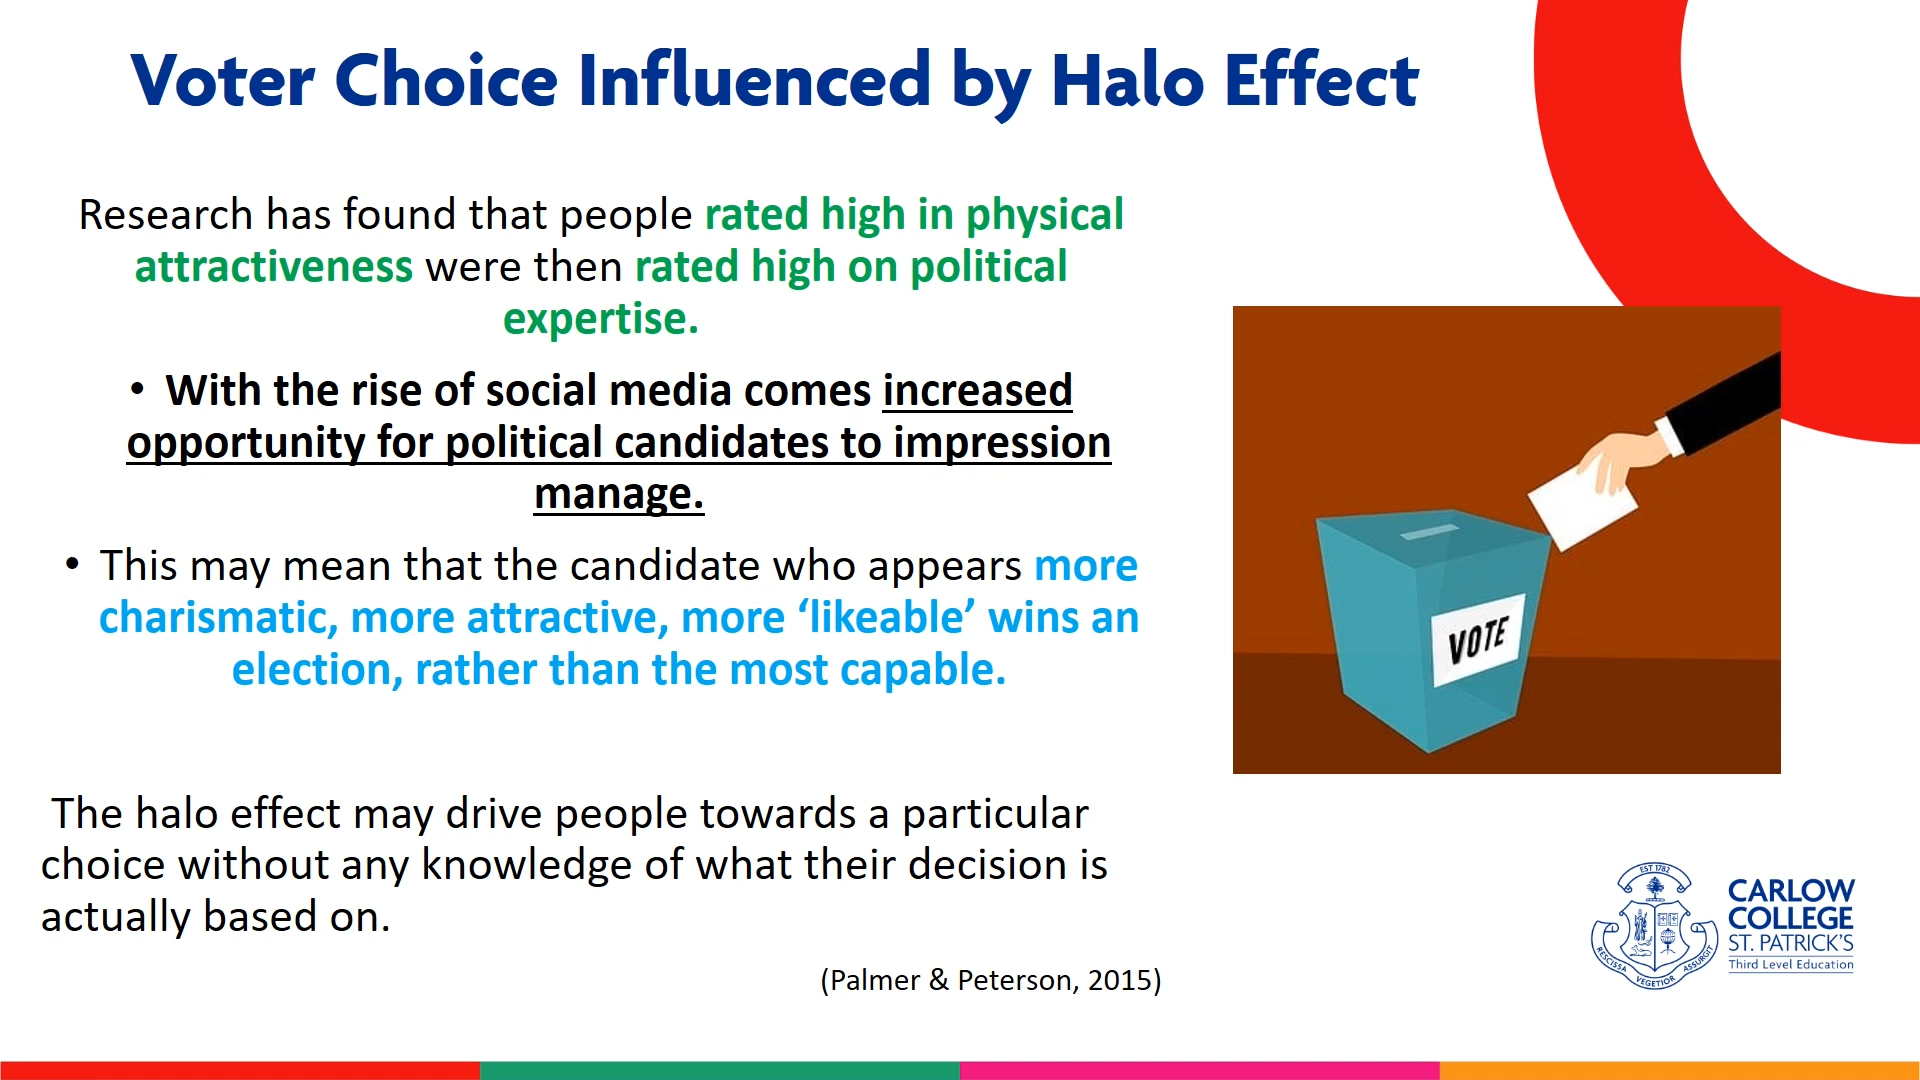 Voter Choice Influenced by Halo Effect
Research has found that people rated high in physical
attractiveness were then rated high on political
expertise.
• With the rise of social media comes increased
opportunity for political candidates to impression
manage.
• This may mean that the candidate who appears more
charismatic, more attractive, more ‘likeable’ wins an
election, rather than the most capable.
VOTE
The halo effect may drive people towards a particular
choice without any knowledge of what their decision is
actually based on.
(Palmer & Peterson, 2015)
EST 1782
RESCISSA VEGETIOR ASSURGIT
CARLOW
COLLEGE
ST. PATRICK'S
Third Level Education